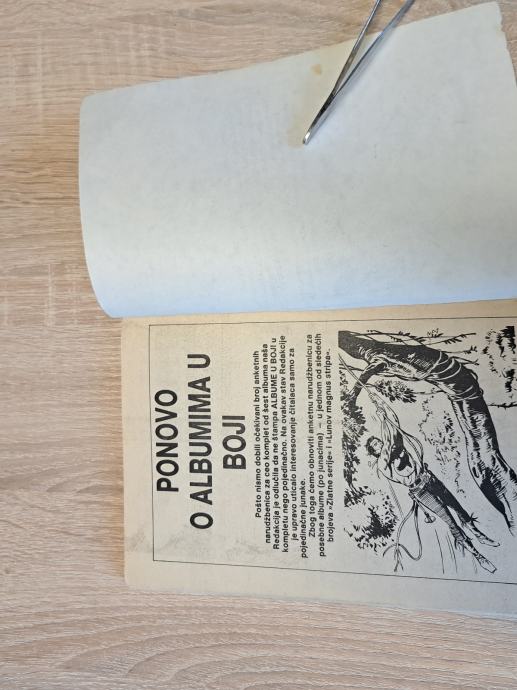 PONOVO
O ALBUMIMA U
BOJI
Pošto nismo dobili očekivani broj anketnih
narudžbenica za ceo komplet od šest albuma naša
Redakcija je odlučila da ne štampa ALBUME U BOJI u
kompletu nego pojedinačno. Na ovakav stav Redakcije
je upravo uticalo interesovanje čitalaca samo za
pojedinačne junake.
Zbog toga ćemo obnoviti anketnu narudžbenicu za
posebne albume (po junacima) — u jednom od sledećih
brojeva »Zlatne serije« i »Lunov magnus stripa«.